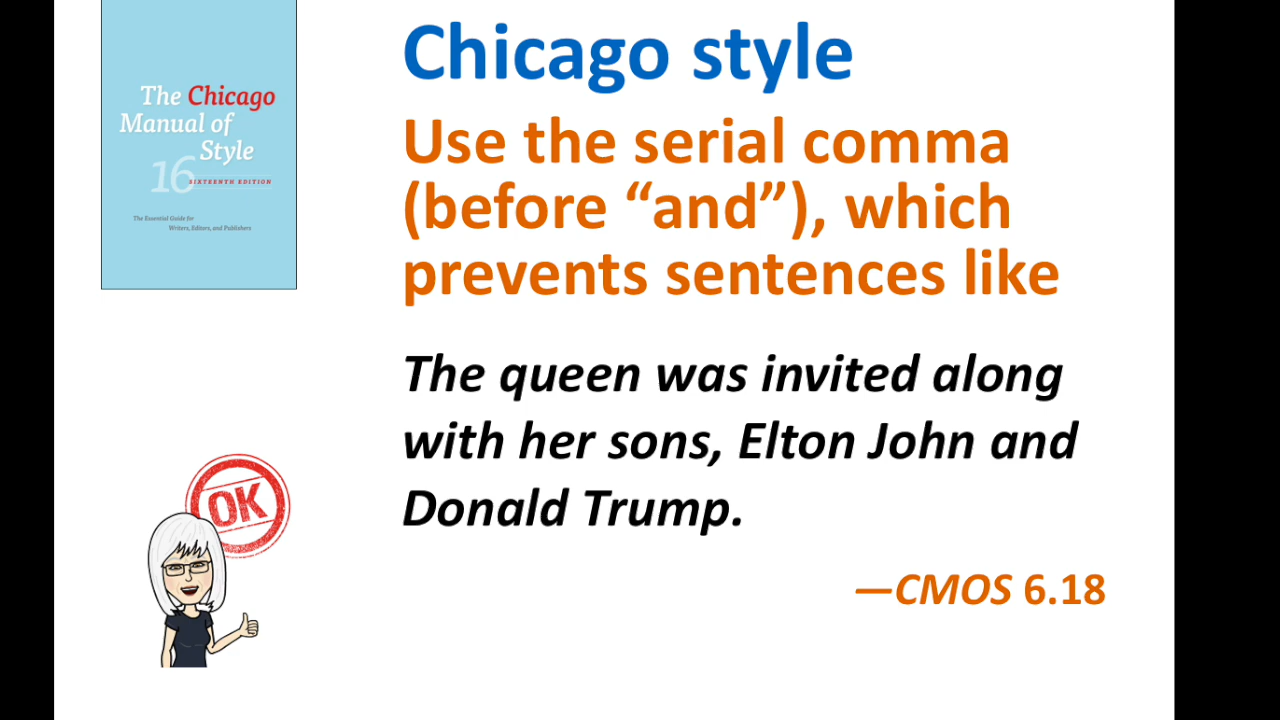 The Chicago
Manual of
Style
16
SIXTEENTH EDITION
The Essential Guide for
Writers, Editors, and Publishers
Chicago style
Use the serial comma
(before “and”), which
prevents sentences like
The queen was invited along
with her sons, Elton John and
Donald Trump.
—CMOS 6.18
OK